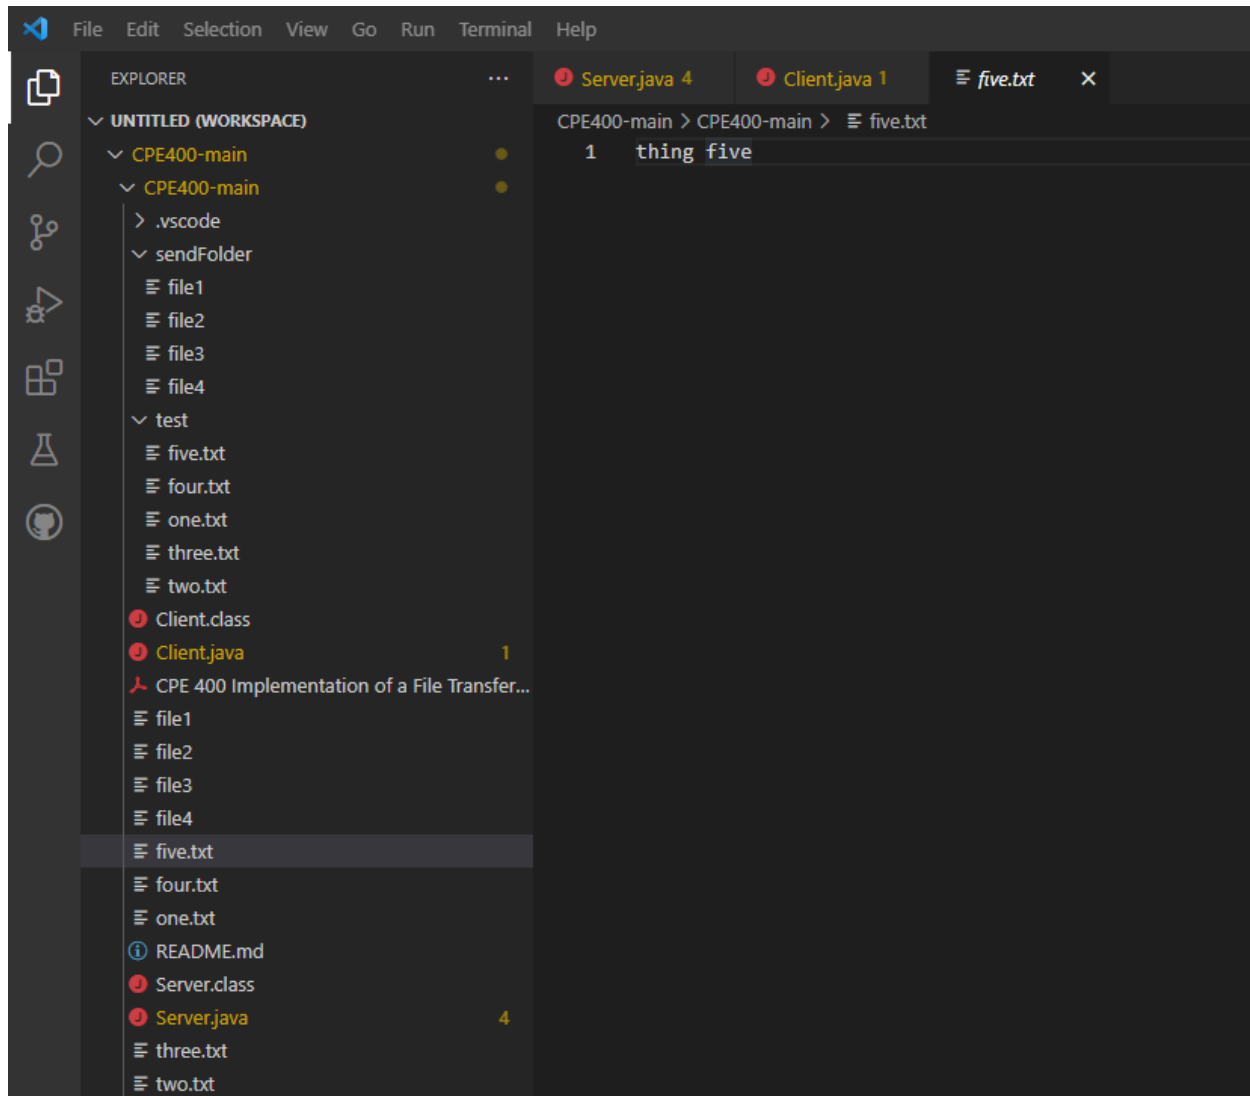 File Edit Selection View Go Run Terminal Help
EXPLORER ···
UNTITLED (WORKSPACE)
CPE400-main
CPE400-main
.vscode
sendFolder
file1
file2
file3
file4
test
five.txt
four.txt
one.txt
three.txt
two.txt
Client.class
Client.java 1
CPE 400 Implementation of a File Transfer...
file1
file2
file3
file4
five.txt
four.txt
one.txt
README.md
Server.class
Server.java 4
three.txt
two.txt
Server.java 4 Client.java 1 five.txt
CPE400-main > CPE400-main > five.txt
1 thing five